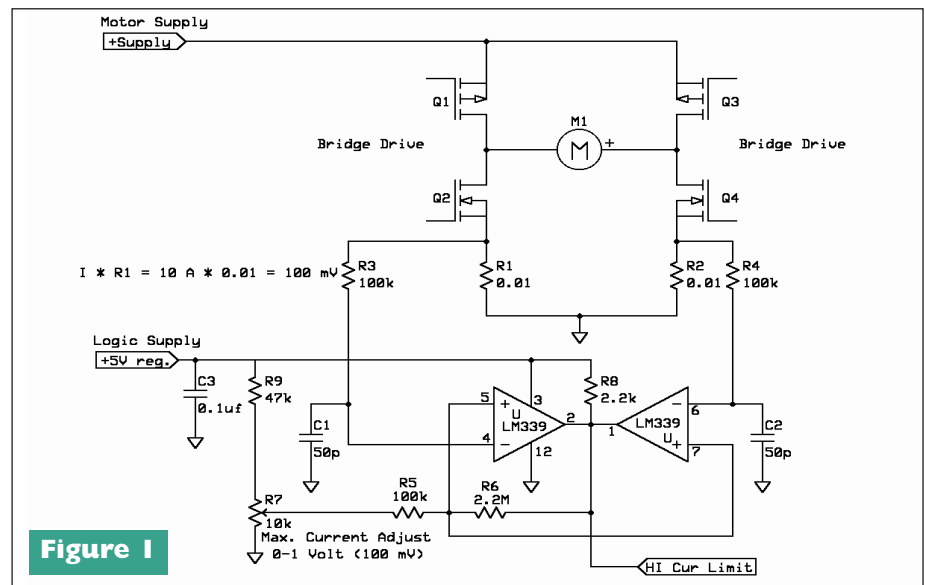 Motor Supply
+Supply
Q1
Q3
M1
Bridge Drive
M
+
Bridge Drive
Q2
Q4
I * R1 = 10 A * 0.01 = 100 mV
R3
100k
R1
0.01
R2
0.01
R4
100k
Logic Supply
+5V reg.
C3
0.1uf
R9
47k
R8
2.2k
5
+
U
3
LM339
2
4
-
12
1
-
6
LM339
U
+
7
C1
50p
C2
50p
R7
10k
R5
100k
R6
2.2M
Max. Current Adjust
0-1 Volt (100 mV)
HI Cur Limit
Figure 1